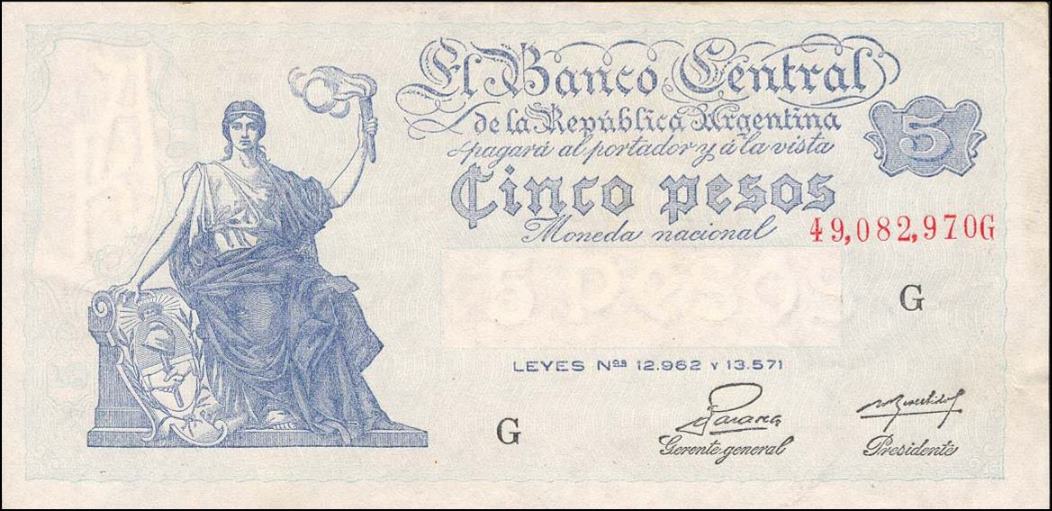 El Banco Central
de la República Argentina
pagará al portador y á la vista
5
Cinco pesos
Moneda nacional
49,082,970G
G
LEYES Nos 12.962 Y 13.571
G
Gerente general
Presidente